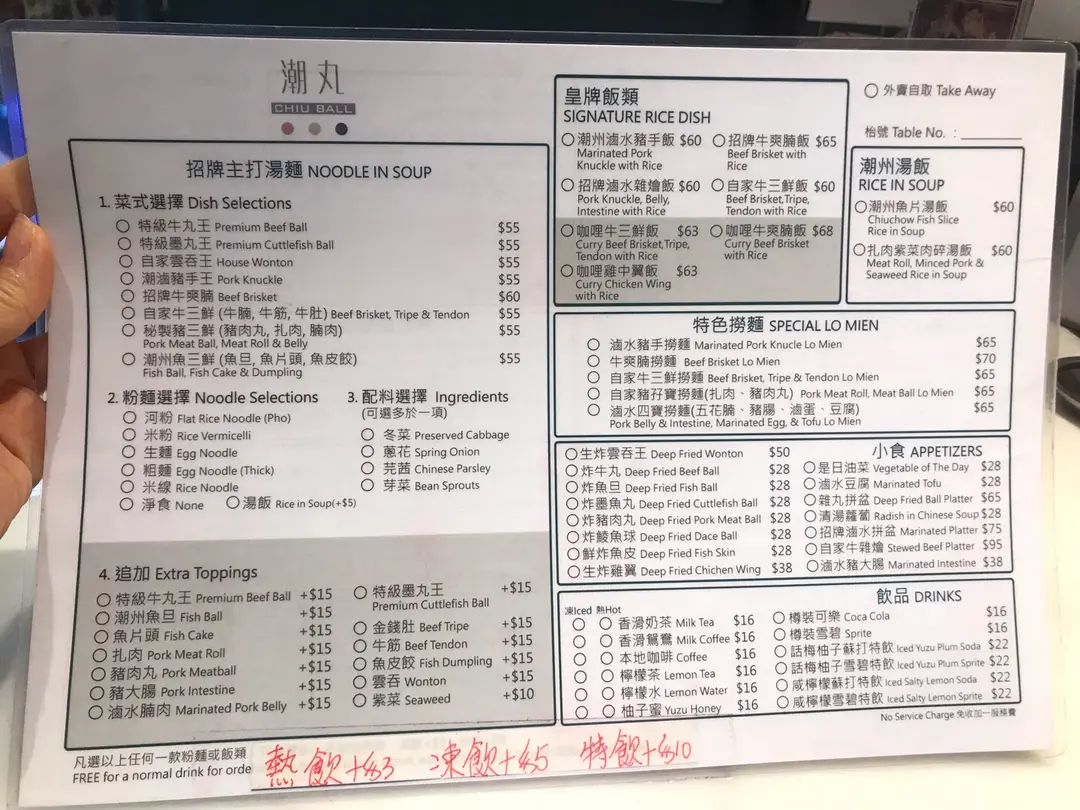 潮丸
CHIU BALL
招牌主打湯麵 NOODLE IN SOUP
1. 菜式選擇 Dish Selections
特級牛丸王 Premium Beef Ball $55
特級墨丸王 Premium Cuttlefish Ball $55
自家雲吞王 House Wonton $55
潮滷豬手王 Pork Knuckle $55
招牌牛爽腩 Beef Brisket $60
自家牛三鮮 (牛腩, 牛筋, 牛肚) Beef Brisket, Tripe & Tendon $55
秘製豬三鮮 (豬肉丸, 扎肉, 腩肉) $55
Pork Meat Ball, Meat Roll & Belly
潮州魚三鮮 (魚旦, 魚片頭, 魚皮餃) $55
Fish Ball, Fish Cake & Dumpling
2. 粉麵選擇 Noodle Selections
河粉 Flat Rice Noodle (Pho)
米粉 Rice Vermicelli
生麵 Egg Noodle
粗麵 Egg Noodle (Thick)
米線 Rice Noodle
淨食 None 湯飯 Rice in Soup(+$5)
3. 配料選擇 Ingredients
(可選多於一項)
冬菜 Preserved Cabbage
蔥花 Spring Onion
芫茜 Chinese Parsley
芽菜 Bean Sprouts
4. 追加 Extra Toppings
特級牛丸王 Premium Beef Ball +$15
潮州魚旦 Fish Ball +$15
魚片頭 Fish Cake +$15
扎肉 Pork Meat Roll +$15
豬肉丸 Pork Meatball +$15
豬大腸 Pork Intestine +$15
滷水腩肉 Marinated Pork Belly +$15
特級墨丸王 +$15
Premium Cuttlefish Ball
金錢肚 Beef Tripe +$15
牛筋 Beef Tendon +$15
魚皮餃 Fish Dumpling +$15
雲吞 Wonton +$15
紫菜 Seaweed +$10
凡選以上任何一款粉麵或飯類
FREE for a normal drink for orde
熱飲+$3 凍飲+$5 特飲+$10
皇牌飯類
SIGNATURE RICE DISH
潮州滷水豬手飯 $60
Marinated Pork
Knuckle with Rice
招牌牛爽腩飯 $65
Beef Brisket with
Rice
招牌滷水雜燴飯 $60
Pork Knuckle, Belly,
Intestine with Rice
自家牛三鮮飯 $60
Beef Brisket,Tripe,
Tendon with Rice
咖哩牛三鮮飯 $63
Curry Beef Brisket,Tripe,
Tendon with Rice
咖哩牛爽腩飯 $68
Curry Beef Brisket
with Rice
咖哩雞中翼飯 $63
Curry Chicken Wing
with Rice
外賣自取 Take Away
枱號 Table No. :
潮州湯飯
RICE IN SOUP
潮州魚片湯飯 $60
Chiuchow Fish Slice
Rice in Soup
扎肉紫菜肉碎湯飯 $60
Meat Roll, Minced Pork &
Seaweed Rice in Soup
特色撈麵 SPECIAL LO MIEN
滷水豬手撈麵 Marinated Pork Knucle Lo Mien $65
牛爽腩撈麵 Beef Brisket Lo Mien $70
自家牛三鮮撈麵 Beef Brisket, Tripe & Tendon Lo Mien $65
自家豬孖寶撈麵(扎肉、豬肉丸) Pork Meat Roll, Meat Ball Lo Mien $65
滷水四寶撈麵(五花腩、豬腸、滷蛋、豆腐) $65
Pork Belly & Intestine, Marinated Egg, & Tofu Lo Mien
小食 APPETIZERS
生炸雲吞王 Deep Fried Wonton $50
炸牛丸 Deep Fried Beef Ball $28
炸魚旦 Deep Fried Fish Ball $28
炸墨魚丸 Deep Fried Cuttlefish Ball $28
炸豬肉丸 Deep Fried Pork Meat Ball $28
炸鯪魚球 Deep Fried Dace Ball $28
鮮炸魚皮 Deep Fried Fish Skin $28
生炸雞翼 Deep Fried Chichen Wing $38
是日油菜 Vegetable of The Day $28
滷水豆腐 Marinated Tofu $28
雜丸拼盆 Deep Fried Ball Platter $65
清湯蘿蔔 Radish in Chinese Soup $28
招牌滷水拼盆 Marinated Platter $75
自家牛雜燴 Stewed Beef Platter $95
滷水豬大腸 Marinated Intestine $38
飲品 DRINKS
凍Iced 熱Hot
香滑奶茶 Milk Tea $16
香滑鴛鴦 Milk Coffee $16
本地咖啡 Coffee $16
檸檬茶 Lemon Tea $16
檸檬水 Lemon Water $16
柚子蜜 Yuzu Honey $16
樽裝可樂 Coca Cola $16
樽裝雪碧 Sprite $16
話梅柚子蘇打特飲 Iced Yuzu Plum Soda $22
話梅柚子雪碧特飲 Iced Yuzu Plum Sprite $22
咸檸檬蘇打特飲 Iced Salty Lemon Soda $22
咸檸檬雪碧特飲 Iced Salty Lemon Sprite $22
No Service Charge 免收加一服務費